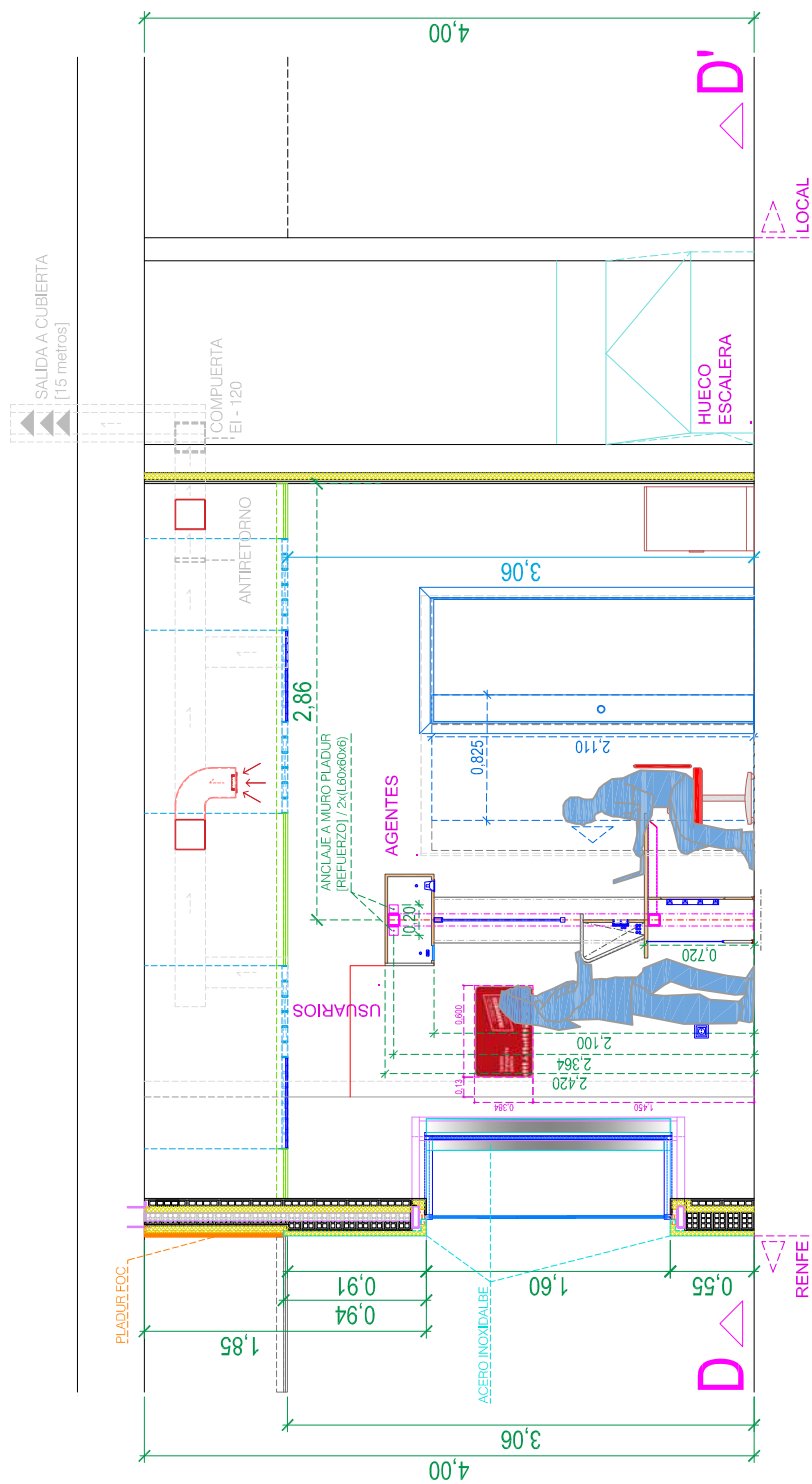 4,00
D'
LOCAL
SALIDA A CUBIERTA
[15 metros]
COMPUERTA
EI - 120
HUECO
ESCALERA
ANTIRETORNO
3,06
2,86
ANCLAJE A MURO PLADUR
[REFUERZO] / 2x(L60x60x6)
AGENTES
0,825
2,110
0,20
0,720
USUARIOS
0,600
2,100
2,364
2,420
0,13
0,384
1,450
PLADUR FOC
ACERO INOXIDALBE
0,91
0,94
1,85
1,60
0,55
RENFE
D
3,06
4,00